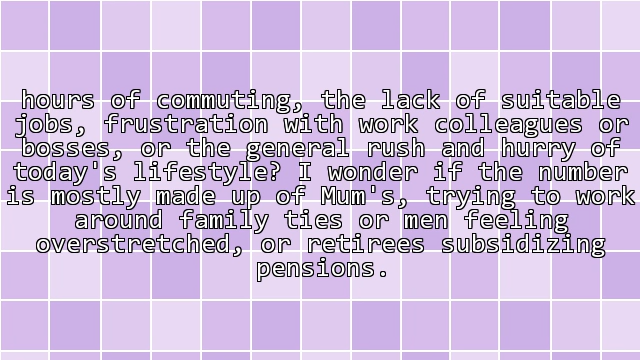 hours of commuting, the lack of suitable
jobs, frustration with work colleagues or
bosses, or the general rush and hurry of
today's lifestyle? I wonder if the number
is mostly made up of Mum's, trying to work
around family ties or men feeling
overstretched, or retirees subsidizing
pensions.